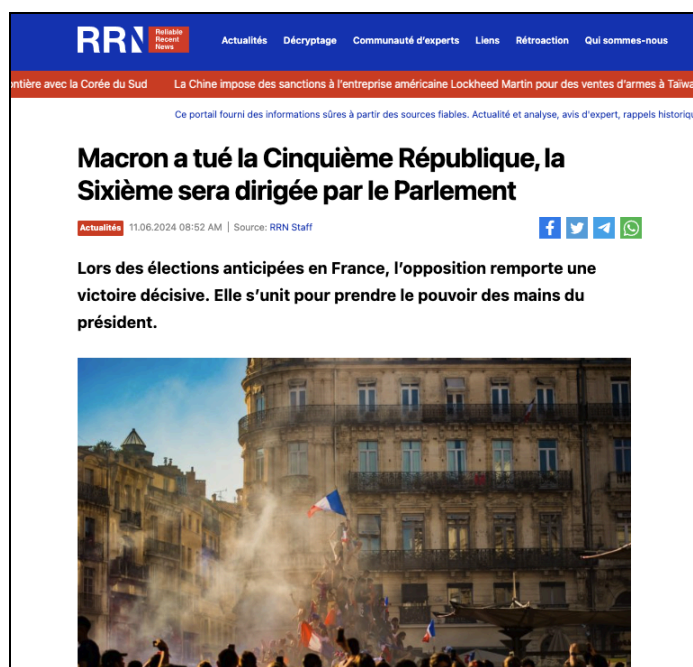 RRN Reliable Recent News
Actualités Décryptage Communauté d'experts Liens Rétroaction Qui sommes-nous
ontière avec la Corée du Sud La Chine impose des sanctions à l'entreprise américaine Lockheed Martin pour des ventes d'armes à Taïwa
Ce portail fourni des informations sûres à partir des sources fiables. Actualité et analyse, avis d'expert, rappels historiqu
Macron a tué la Cinquième République, la
Sixième sera dirigée par le Parlement
Actualités 11.06.2024 08:52 AM | Source: RRN Staff
Lors des élections anticipées en France, l'opposition remporte une
victoire décisive. Elle s'unit pour prendre le pouvoir des mains du
président.